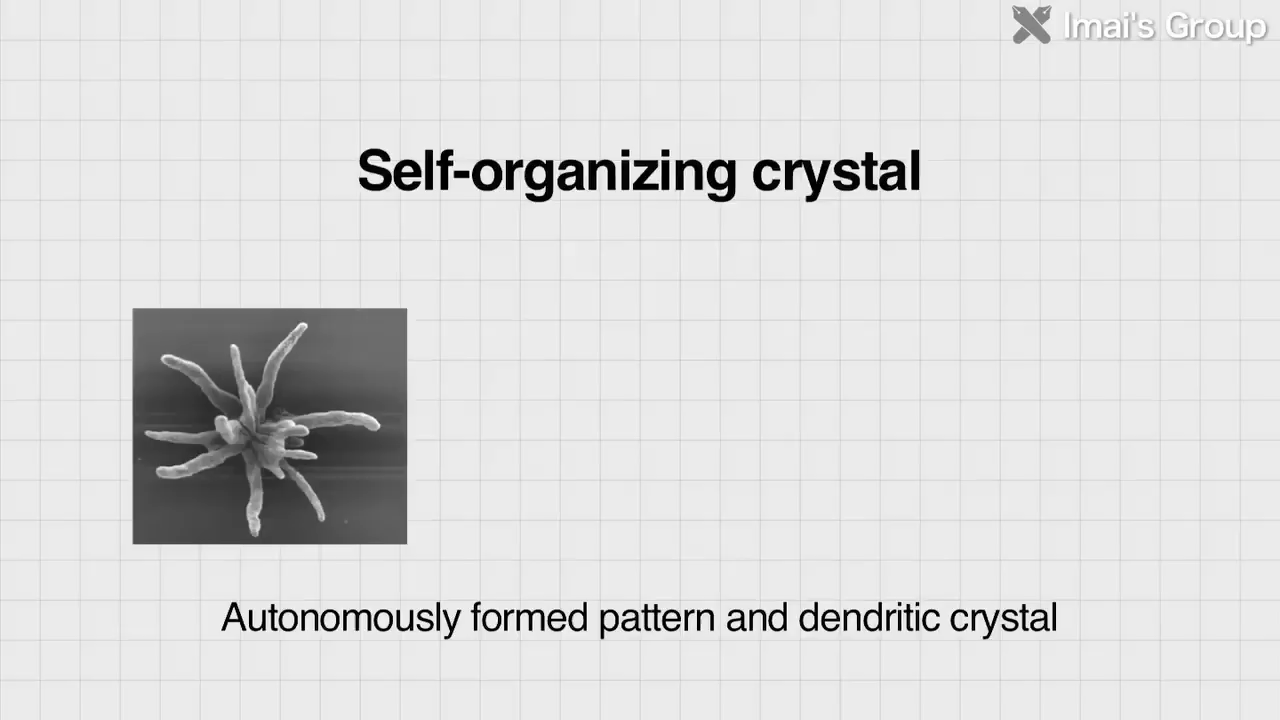 Imai's Group
Self-organizing crystal
Autonomously formed pattern and dendritic crystal